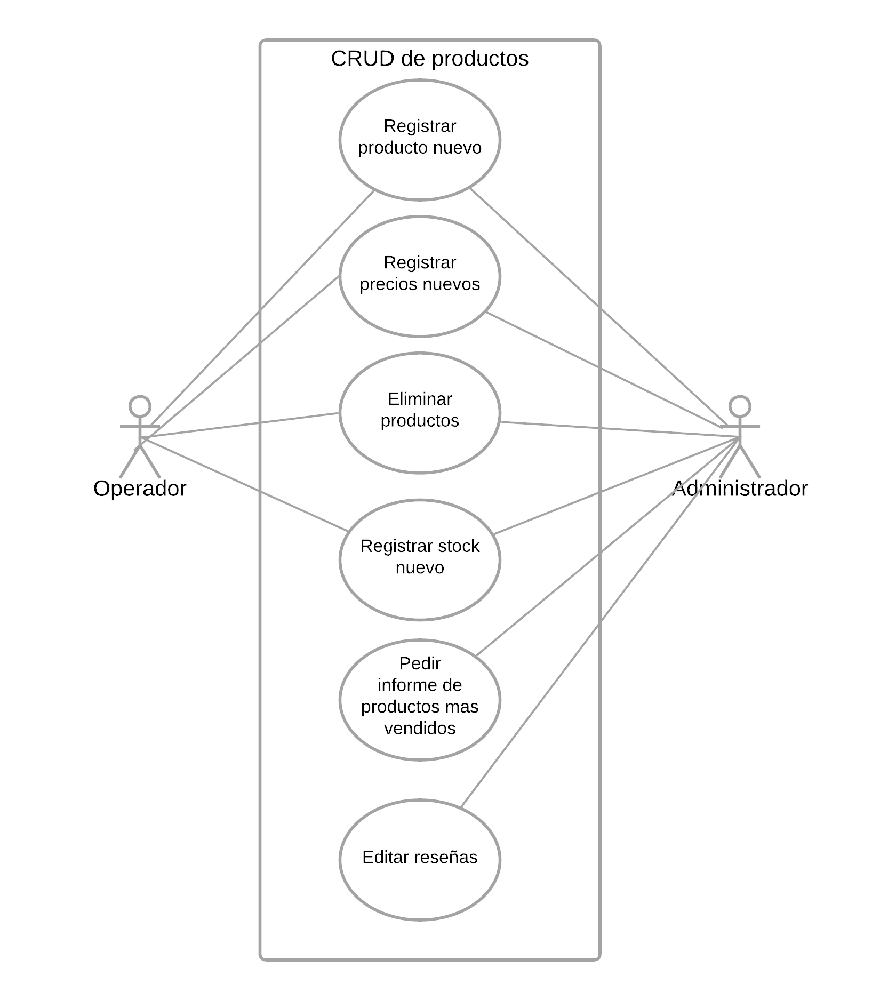 CRUD de productos
Registrar
producto nuevo
Registrar
precios nuevos
Eliminar
productos
Operador
Administrador
Registrar stock
nuevo
Pedir
informe de
productos mas
vendidos
Editar reseñas